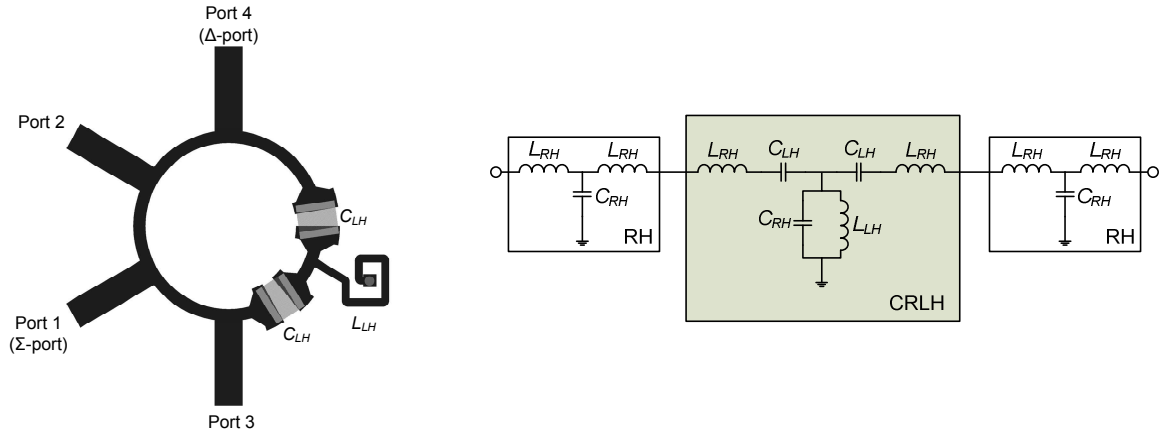 Port 4
(Δ-port)
Port 2
C_LH
Port 1
(Σ-port)
L_LH
C_LH
Port 3
L_RH
L_RH
C_RH
RH
L_RH
C_LH
C_LH
L_RH
C_RH
L_LH
CRLH
L_RH
L_RH
C_RH
RH